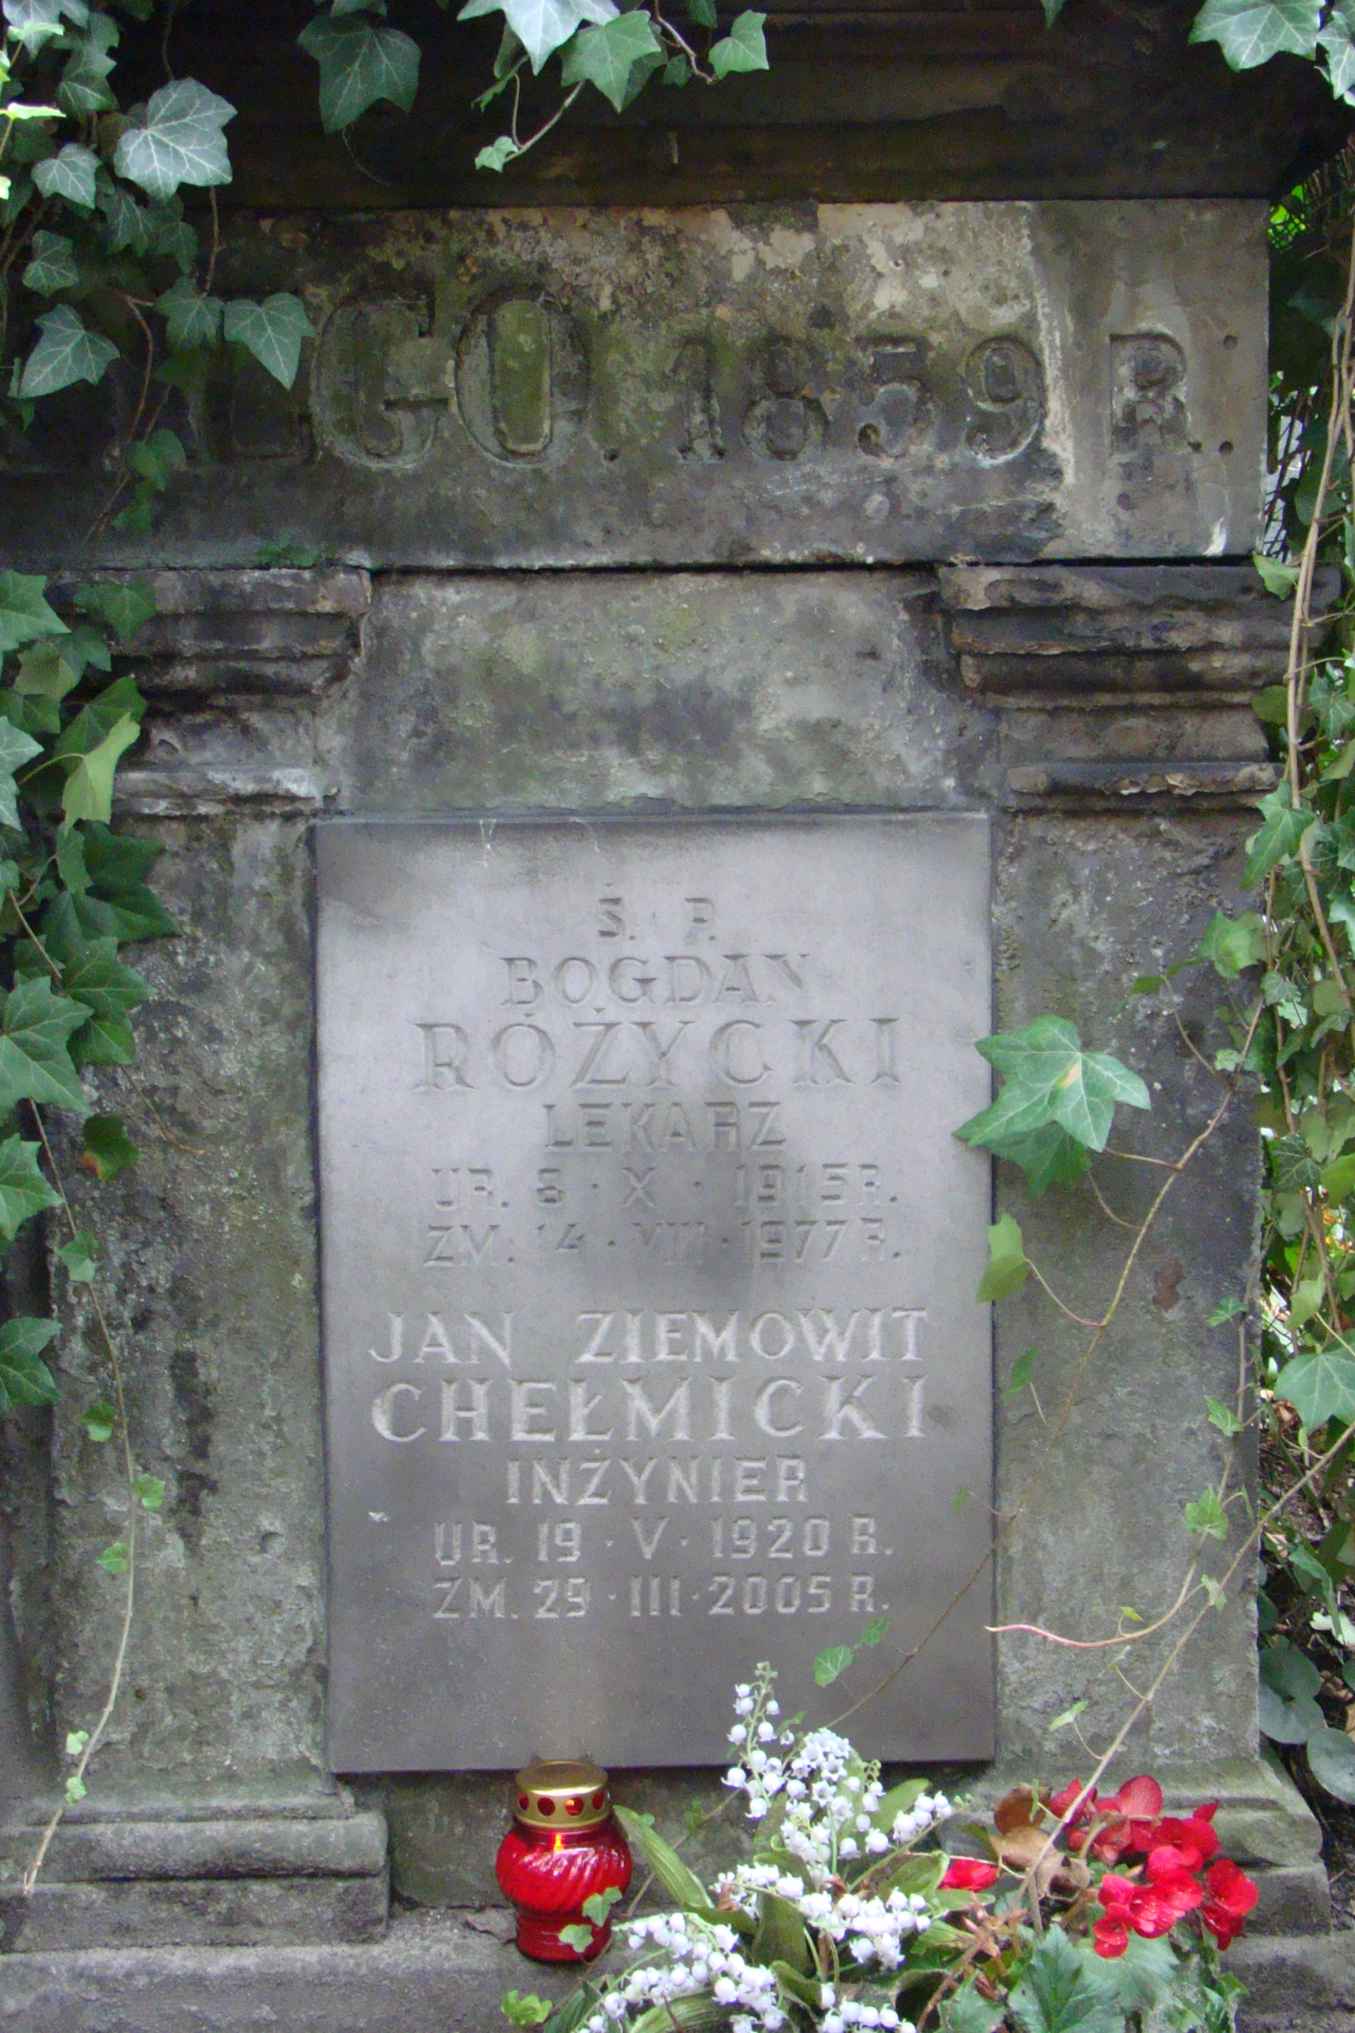 LGO. 1859 R.
Ś. P.
BOGDAN
RÓŻYCKI
LEKARZ
UR. 6 · X · 1915 R.
ZM. 14 · VII · 1977 R.
JAN ZIEMOWIT
CHEŁMICKI
INŻYNIER
UR. 19 · V · 1920 R.
ZM. 29 · III · 2005 R.